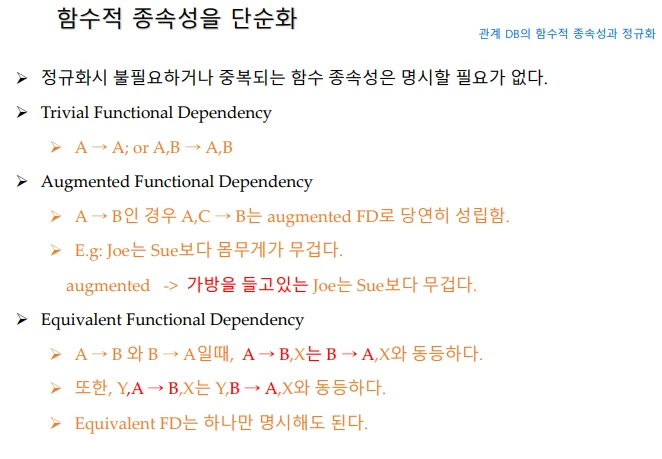 함수적 종속성을 단순화
관계 DB의 함수적 종속성과 정규화
➢ 정규화시 불필요하거나 중복되는 함수 종속성은 명시할 필요가 없다.
➢ Trivial Functional Dependency
➢ A → A; or A,B → A,B
➢ Augmented Functional Dependency
➢ A → B인 경우 A,C → B는 augmented FD로 당연히 성립함.
➢ E.g: Joe는 Sue보다 몸무게가 무겁다.
augmented -> 가방을 들고있는 Joe는 Sue보다 무겁다.
➢ Equivalent Functional Dependency
➢ A → B 와 B → A일때, A → B,X는 B → A,X와 동등하다.
➢ 또한, Y,A → B,X는 Y,B → A,X와 동등하다.
➢ Equivalent FD는 하나만 명시해도 된다.